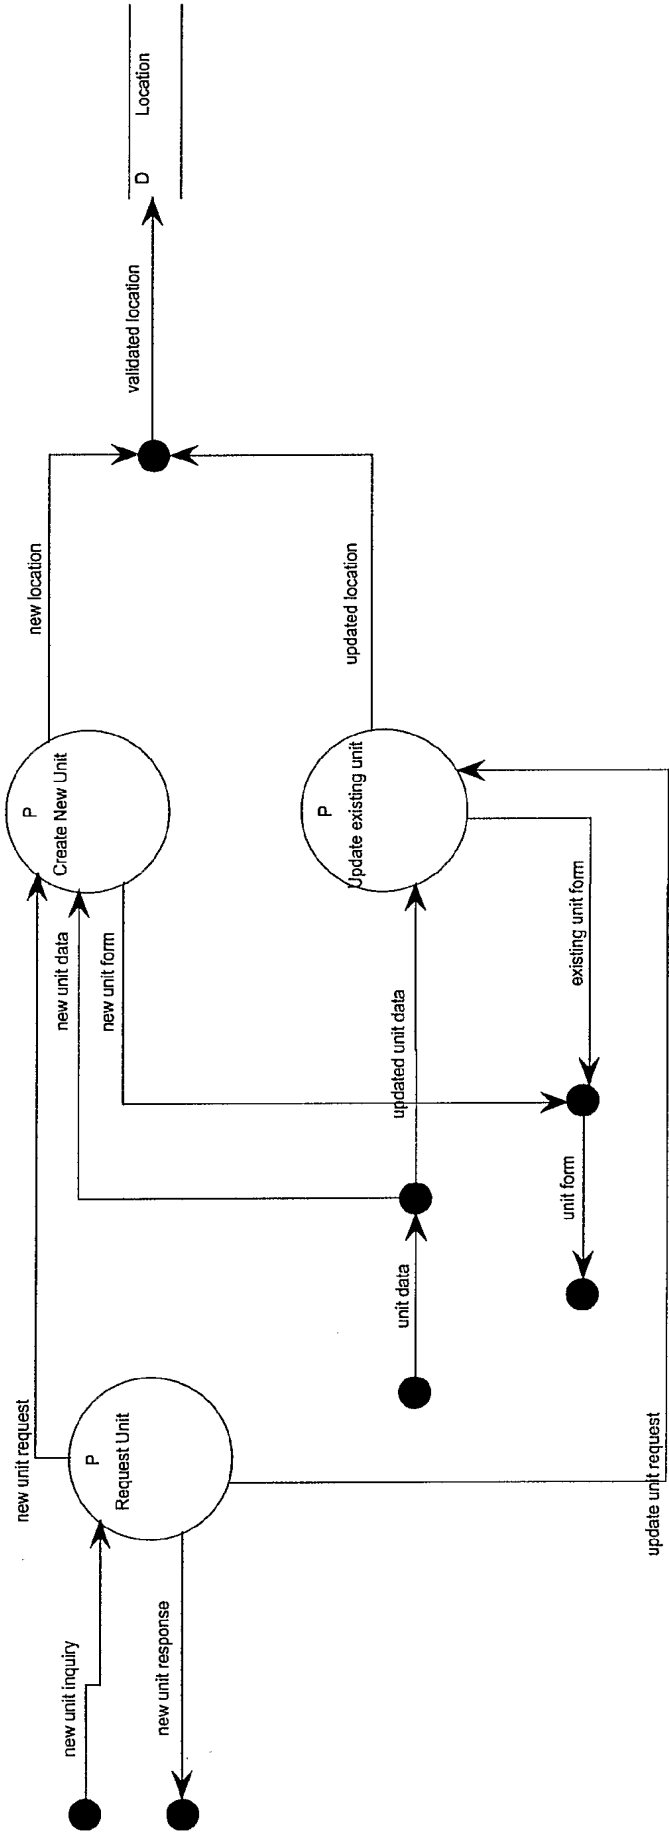 new unit inquiry
new unit response
new unit request
P
Request Unit
update unit request
unit data
unit form
new unit data
new unit form
updated unit data
existing unit form
P
Create New Unit
P
Update existing unit
new location
updated location
validated location
D Location